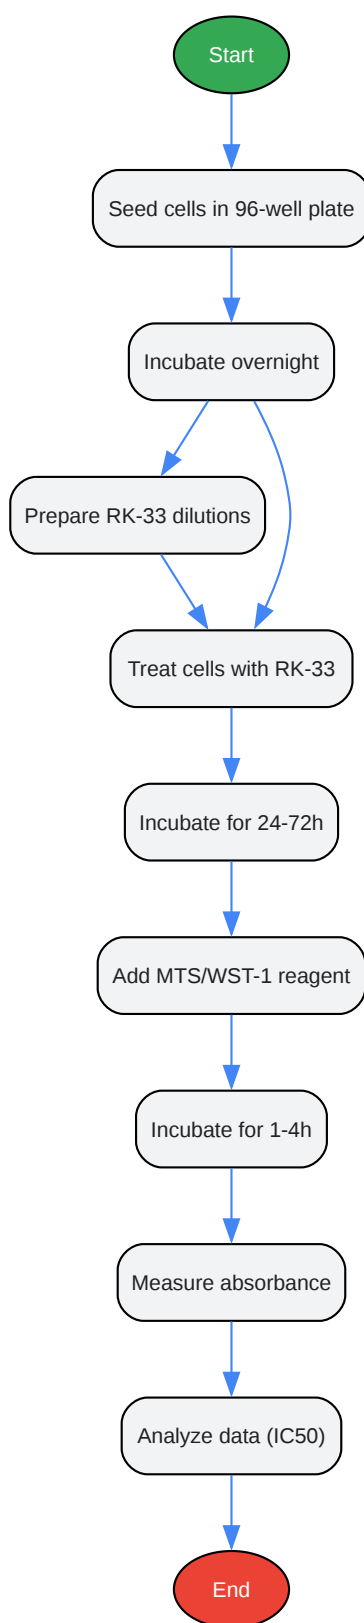 Start
Seed cells in 96-well plate
Incubate overnight
Prepare RK-33 dilutions
Treat cells with RK-33
Incubate for 24-72h
Add MTS/WST-1 reagent
Incubate for 1-4h
Measure absorbance
Analyze data (IC50)
End